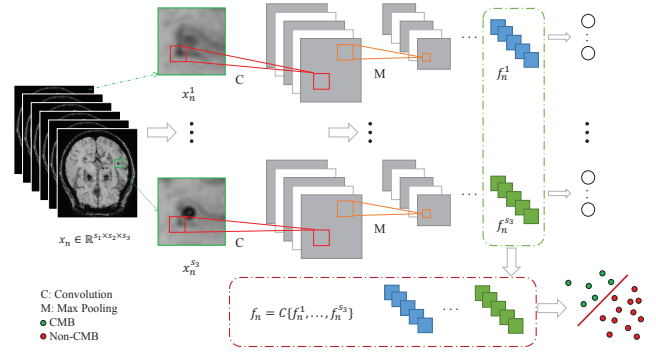 C
M
. . .
$f_n^1$
$x_n^1$
$x_n \in \mathbb{R}^{s_1 \times s_2 \times s_3}$
C
M
. . .
$f_n^{s_3}$
$x_n^{s_3}$
C: Convolution
M: Max Pooling
CMB
Non-CMB
$f_n = C\{f_n^1, \ldots, f_n^{s_3}\}$
. . .